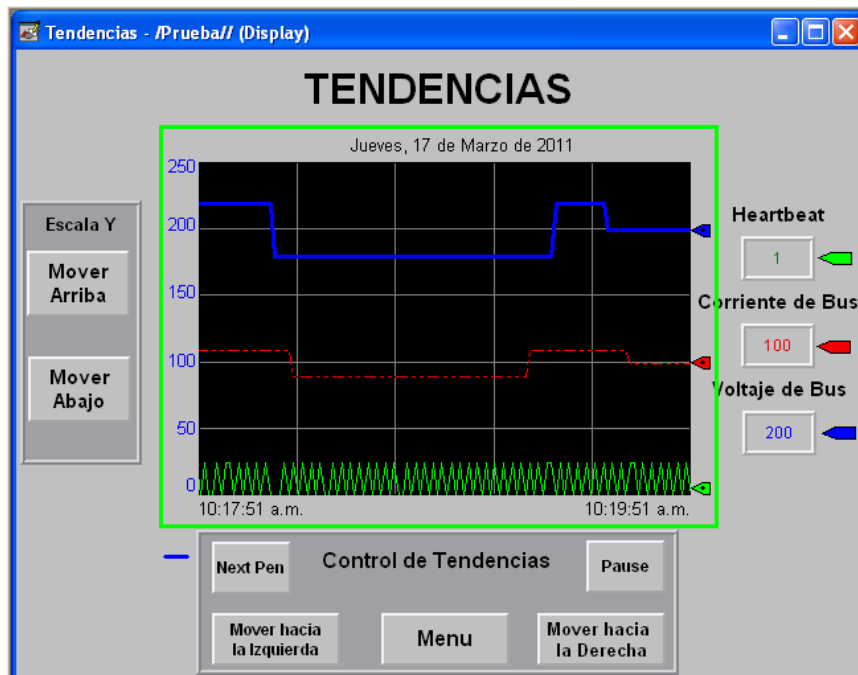 Tendencias - /Prueba// (Display)
TENDENCIAS
Jueves, 17 de Marzo de 2011
250
200
150
100
50
0
10:17:51 a.m.
10:19:51 a.m.
Escala Y
Mover
Arriba
Mover
Abajo
Heartbeat
1
Corriente de Bus
100
Voltaje de Bus
200
Next Pen
Control de Tendencias
Pause
Mover hacia
la Izquierda
Menu
Mover hacia
la Derecha